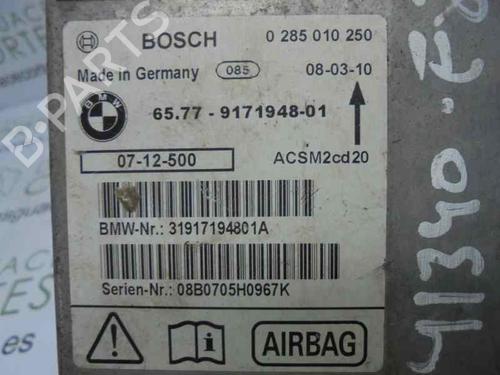 BOSCH 0 285 010 250
Made in Germany 085 08-03-10
BMW 65.77 - 9171948-01
07-12-500 ACSM2cd20
BMW-Nr.: 31917194801A
Serien-Nr.: 08B0705H0967K
AIRBAG
B-PARTS